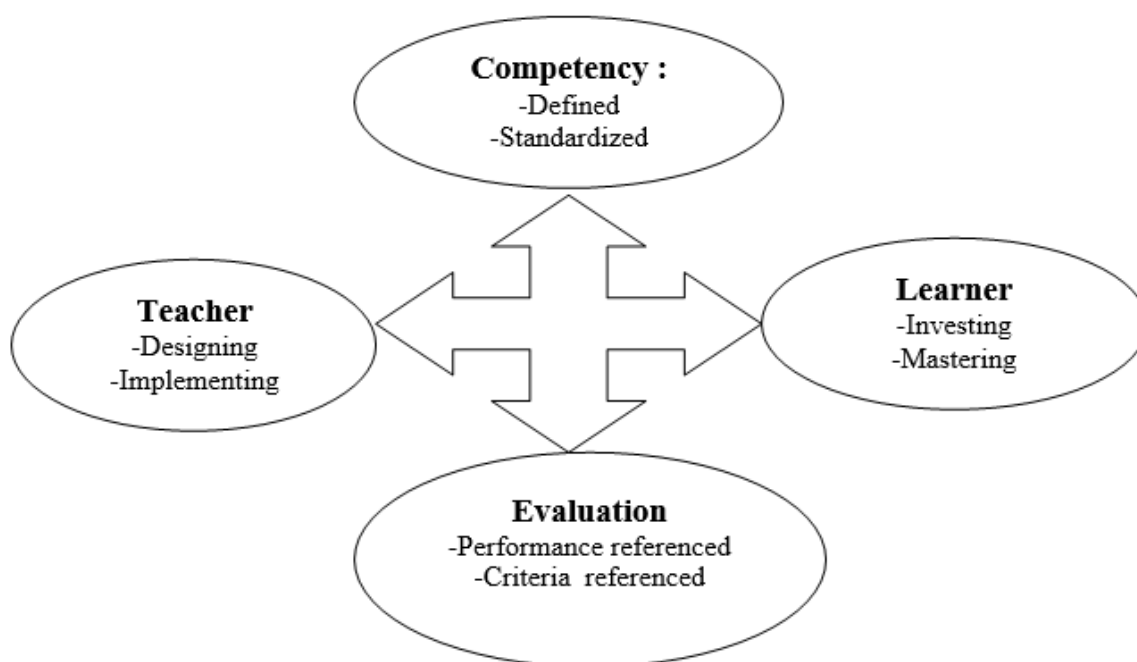 Competency :
-Defined
-Standardized
Teacher
-Designing
-Implementing
Learner
-Investing
-Mastering
Evaluation
-Performance referenced
-Criteria referenced